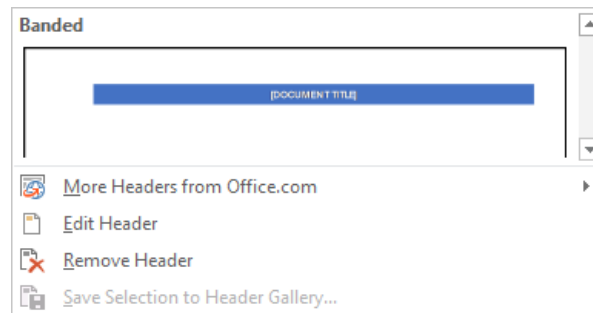 Banded
[DOCUMENT TITLE]
More Headers from Office.com
Edit Header
Remove Header
Save Selection to Header Gallery...